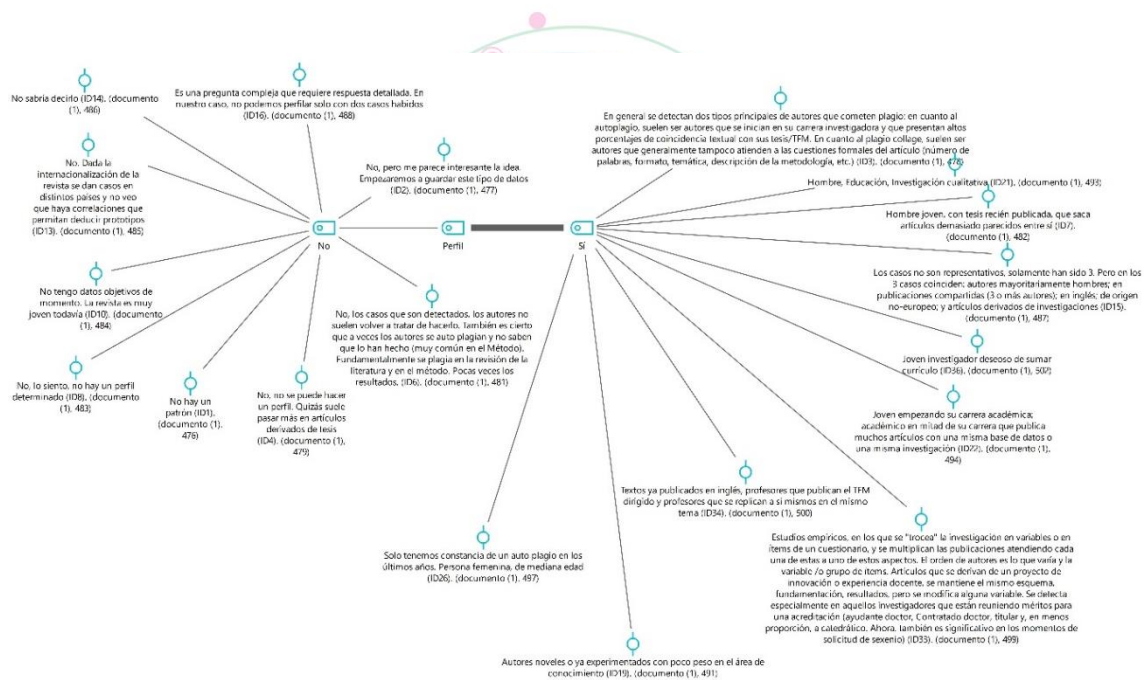 No sabría decirlo (ID14). (documento
(1), 486)
Es una pregunta compleja que requiere respuesta detallada. En
nuestro caso, no podemos perfilar solo con dos casos habidos
(ID16). (documento (1), 488)
No. Dada la
internacionalización de la
revista se dan casos en
distintos países y no veo
que haya correlaciones que
permitan deducir prototipos
(ID13). (documento (1), 485)
No, pero me parece interesante la idea.
Empezaremos a guardar este tipo de datos
(ID2). (documento (1), 477)
No
Perfil
Sí
No tengo datos objetivos de
momento. La revista es muy
joven todavía (ID10). (documento
(1), 484)
No, los casos que son detectados, los autores no
suelen volver a tratar de hacerlo. También es cierto
que a veces los autores se auto plagian y no saben
que lo han hecho (muy común en el Método).
Fundamentalmente se plagia en la revisión de la
literatura y en el método. Pocas veces los
resultados. (ID6). (documento (1), 481)
No, lo siento, no hay un perfil
determinado (ID8). (documento
(1), 483)
No hay un
patrón (ID1).
(documento (1),
476)
No, no se puede hacer
un perfil. Quizás suele
pasar más en artículos
derivados de tesis
(ID4). (documento (1),
479)
En general se detectan dos tipos principales de autores que cometen plagio: en cuanto al
autoplagio, suelen ser autores que se inician en su carrera investigadora y que presentan altos
porcentajes de coincidencia textual con sus tesis/TFM. En cuanto al plagio collage, suelen ser
autores que generalmente tampoco atienden a las cuestiones formales del artículo (número de
palabras, formato, temática, descripción de la metodología, etc.) (ID3). (documento (1), 478)
Hombre, Educación, Investigación cualitativa (ID21). (documento (1), 493)
Hombre joven, con tesis recién publicada, que saca
artículos demasiado parecidos entre sí (ID7).
(documento (1), 482)
Los casos no son representativos, solamente han sido 3. Pero en los
3 casos coinciden: autores mayoritariamente hombres; en
publicaciones compartidas (3 o más autores); en inglés; de origen
no-europeo; y artículos derivados de investigaciones (ID15).
(documento (1), 487)
Joven investigador deseoso de sumar
currículo (ID36). (documento (1), 502)
Joven empezando su carrera académica;
académico en mitad de su carrera que publica
muchos artículos con una misma base de datos o
una misma investigación (ID22). (documento (1),
494)
Textos ya publicados en inglés, profesores que publican el TFM
dirigido y profesores que se replican a sí mismos en el mismo
tema (ID34). (documento (1), 500)
Solo tenemos constancia de un auto plagio en los
últimos años. Persona femenina, de mediana edad
(ID26). (documento (1). 497)
Estudios empíricos, en los que se "trocea" la investigación en variables o en
ítems de un cuestionario, y se multiplican las publicaciones atendiendo cada
una de estas a uno de estos aspectos. El orden de autores es lo que varía y la
variable /o grupo de ítems. Artículos que se derivan de un proyecto de
innovación o experiencia docente, se mantiene el mismo esquema,
fundamentación, resultados, pero se modifica alguna variable. Se detecta
especialmente en aquellos investigadores que están reuniendo méritos para
una acreditación (ayudante doctor, Contratado doctor, titular y, en menos
proporción, a catedrático. Ahora. también es significativo en los momentos de
solicitud de sexenio) (ID33). (documento (1), 499)
Autores noveles o ya experimentados con poco peso en el área de
conocimiento (ID19). (documento (1), 491)